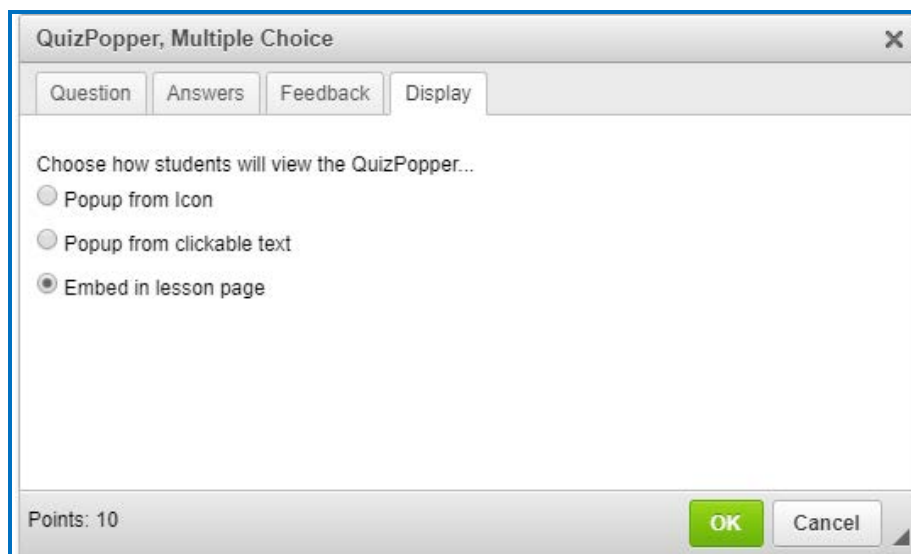 QuizPopper, Multiple Choice
Question Answers Feedback Display
Choose how students will view the QuizPopper...
Popup from Icon
Popup from clickable text
Embed in lesson page
Points: 10 OK Cancel